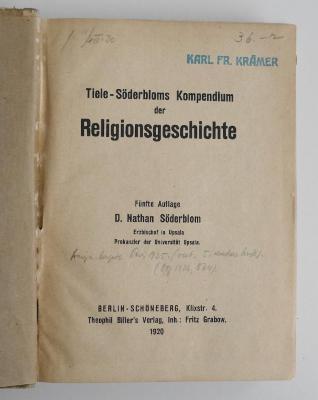 36.-
KARL FR. KRÄMER
Tiele-Söderbloms Kompendium
der
Religionsgeschichte
Fünfte Auflage
D. Nathan Söderblom
Erzbischof in Upsala
Prokanzler der Universität Upsala.
BERLIN-SCHÖNEBERG, Klixstr. 4.
Theophil Biller's Verlag, Inh.: Fritz Grabow.
1920